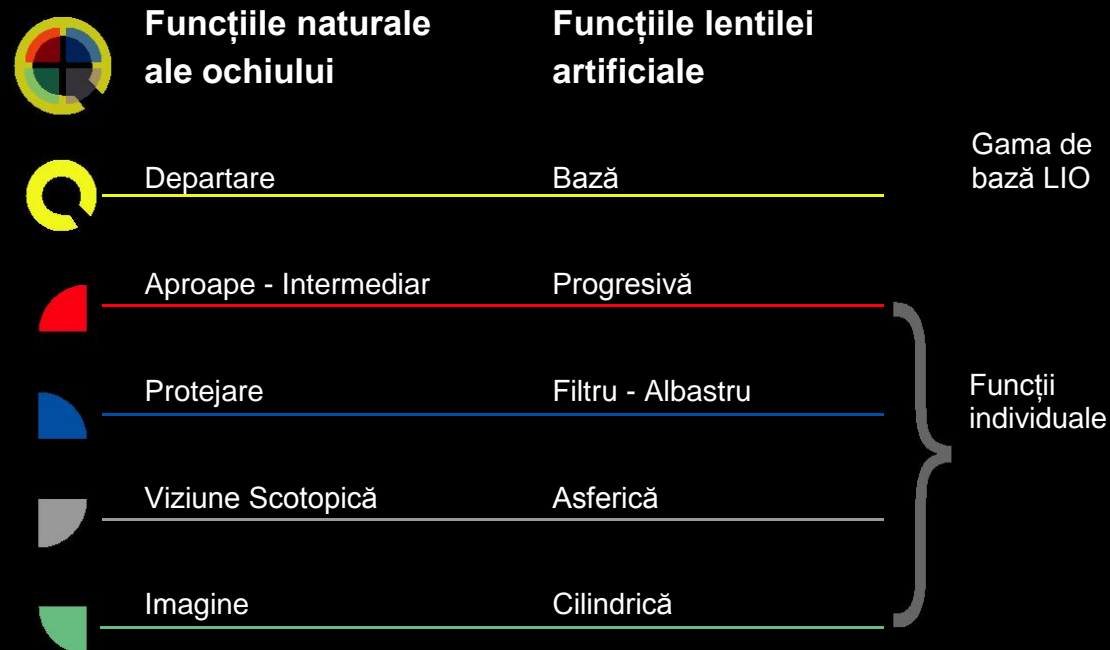 Funcțiile naturale
ale ochiului
Funcțiile lentilei
artificiale
Gama de
bază LIO
Departare
Bază
Aproape - Intermediar
Progresivă
Protejare
Filtru - Albastru
Funcții
individuale
Viziune Scotopică
Asferică
Imagine
Cilindrică